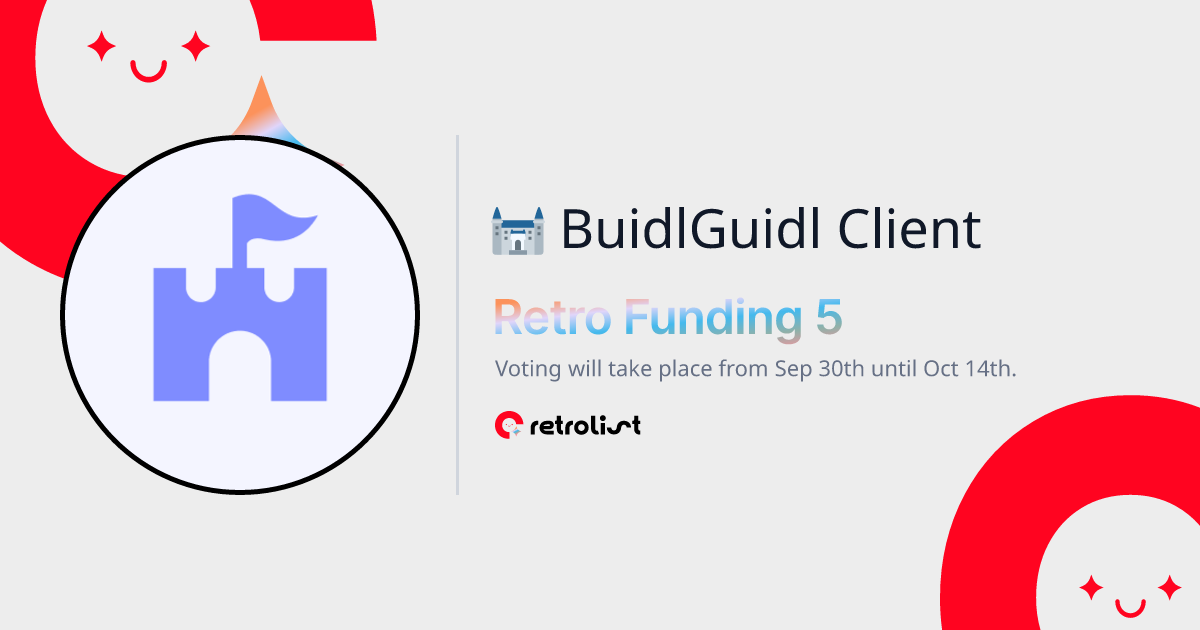 🏰 BuidlGuidl Client
Retro Funding 5
Voting will take place from Sep 30th until Oct 14th.
retrolist